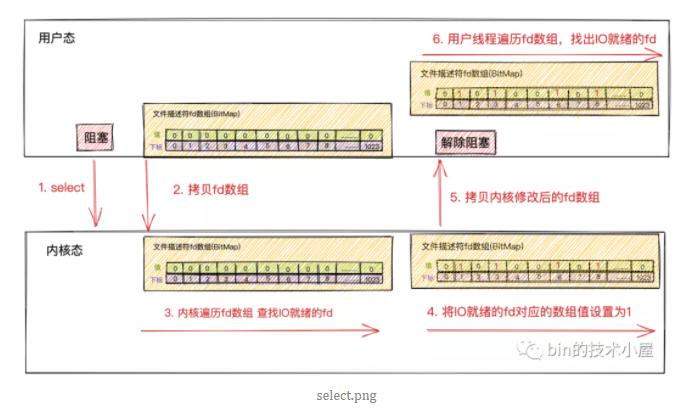 用户态
6. 用户线程遍历fd数组，找出IO就绪的fd
文件描述符fd数组(BitMap)
值 0 1 0 1 0 0 1 0 1 ...... 0
下标 0 1 2 3 4 5 6 7 8 ...... 1023
文件描述符fd数组(BitMap)
值 0 0 0 0 0 0 0 0 0 ...... 0
下标 0 1 2 3 4 5 6 7 8 ...... 1023
阻塞
解除阻塞
1. select
2. 拷贝fd数组
5. 拷贝内核修改后的fd数组
内核态
文件描述符fd数组(BitMap)
值 0 0 0 0 0 0 0 0 0 ...... 0
下标 0 1 2 3 4 5 6 7 8 ...... 1023
文件描述符fd数组(BitMap)
值 0 1 0 1 0 0 1 0 1 ...... 0
下标 0 1 2 3 4 5 6 7 8 ...... 1023
3. 内核遍历fd数组 查找IO就绪的fd
4. 将IO就绪的fd对应的数组值设置为1
bin的技术小屋
select.png